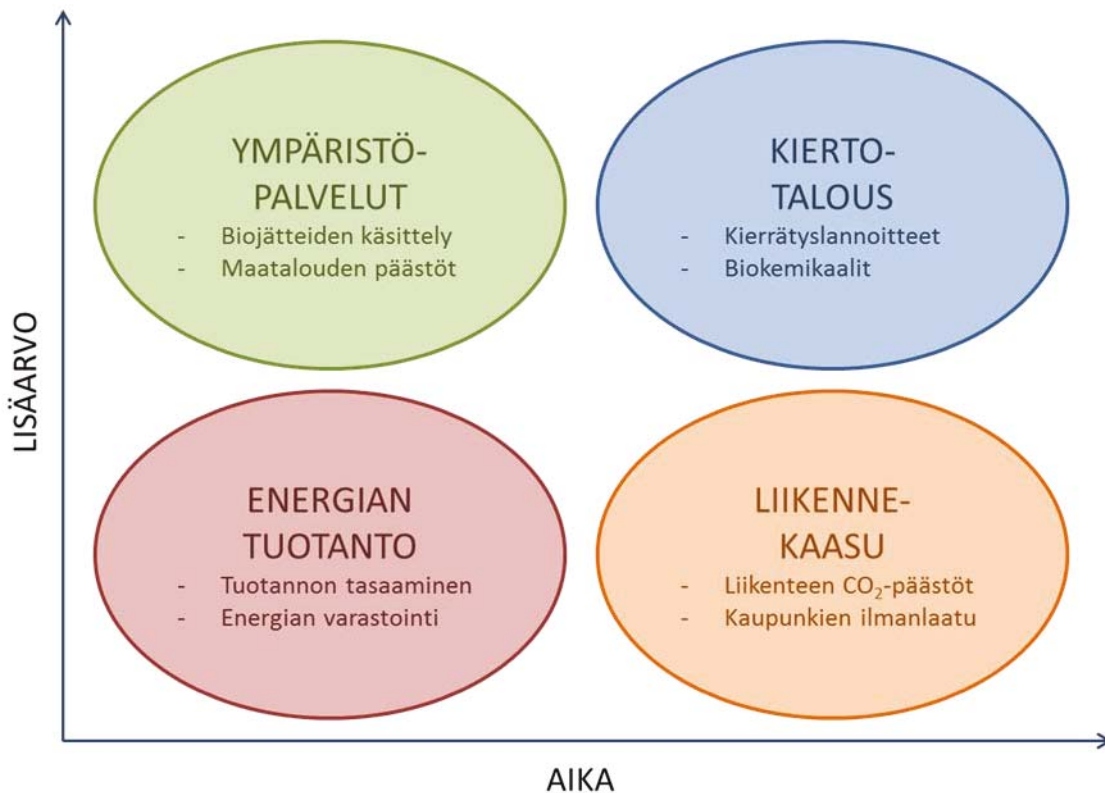 LISÄARVO
YMPÄRISTÖ-
PALVELUT
- Biojätteiden käsittely
- Maatalouden päästöt
KIERTO-
TALOUS
- Kierrätyslannoitteet
- Biokemikaalit
ENERGIAN
TUOTANTO
- Tuotannon tasaaminen
- Energian varastointi
LIIKENNE-
KAASU
- Liikenteen CO₂-päästöt
- Kaupunkien ilmanlaatu
AIKA